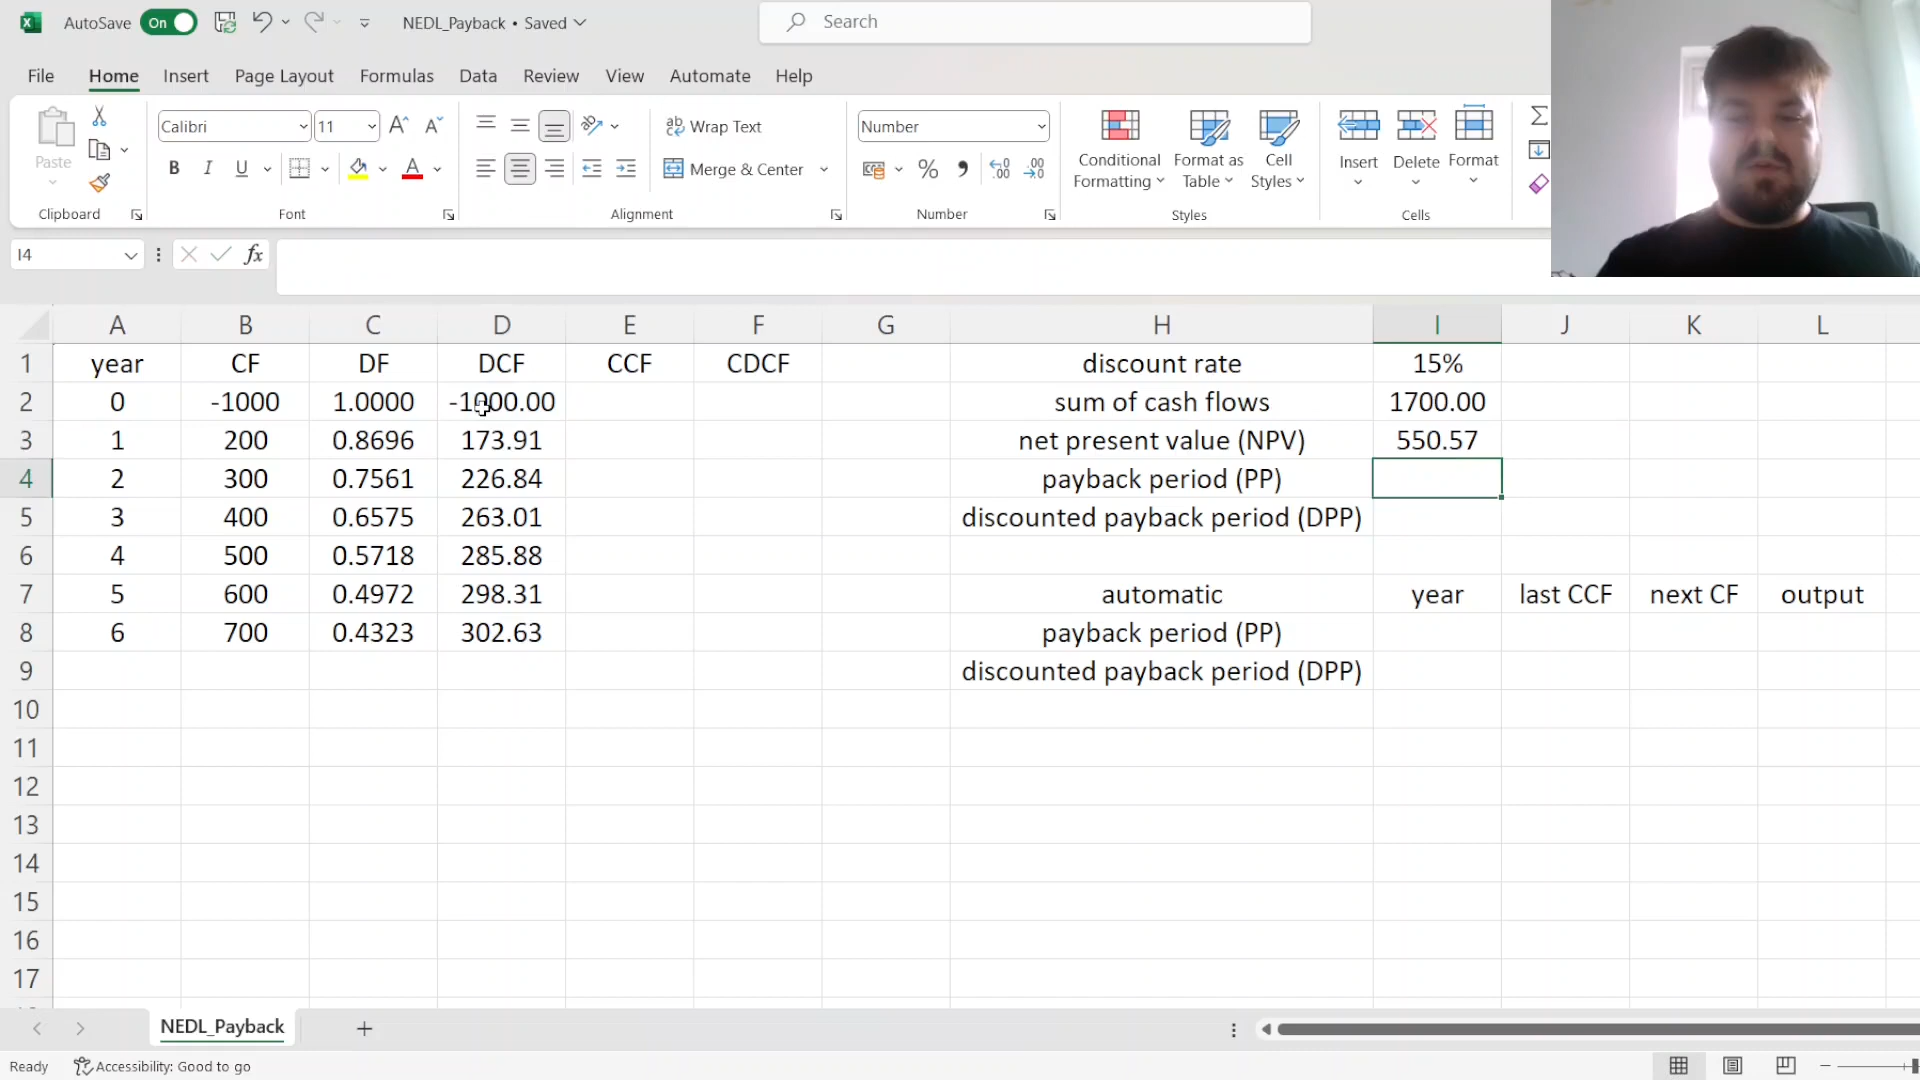 AutoSave On NEDL_Payback • Saved Search
File Home Insert Page Layout Formulas Data Review View Automate Help
Paste Calibri 11 Wrap Text Number Conditional Formatting Format as Table Cell Styles Insert Delete Format
B I U Merge & Center % 9
Clipboard Font Alignment Number Styles Cells
I4 fx
A B C D E F G H I J K L
1 year CF DF DCF CCF CDCF discount rate 15%
2 0 -1000 1.0000 -1000.00 sum of cash flows 1700.00
3 1 200 0.8696 173.91 net present value (NPV) 550.57
4 2 300 0.7561 226.84 payback period (PP)
5 3 400 0.6575 263.01 discounted payback period (DPP)
6 4 500 0.5718 285.88
7 5 600 0.4972 298.31 automatic year last CCF next CF output
8 6 700 0.4323 302.63 payback period (PP)
9 discounted payback period (DPP)
10
11
12
13
14
15
16
17
NEDL_Payback
Ready Accessibility: Good to go